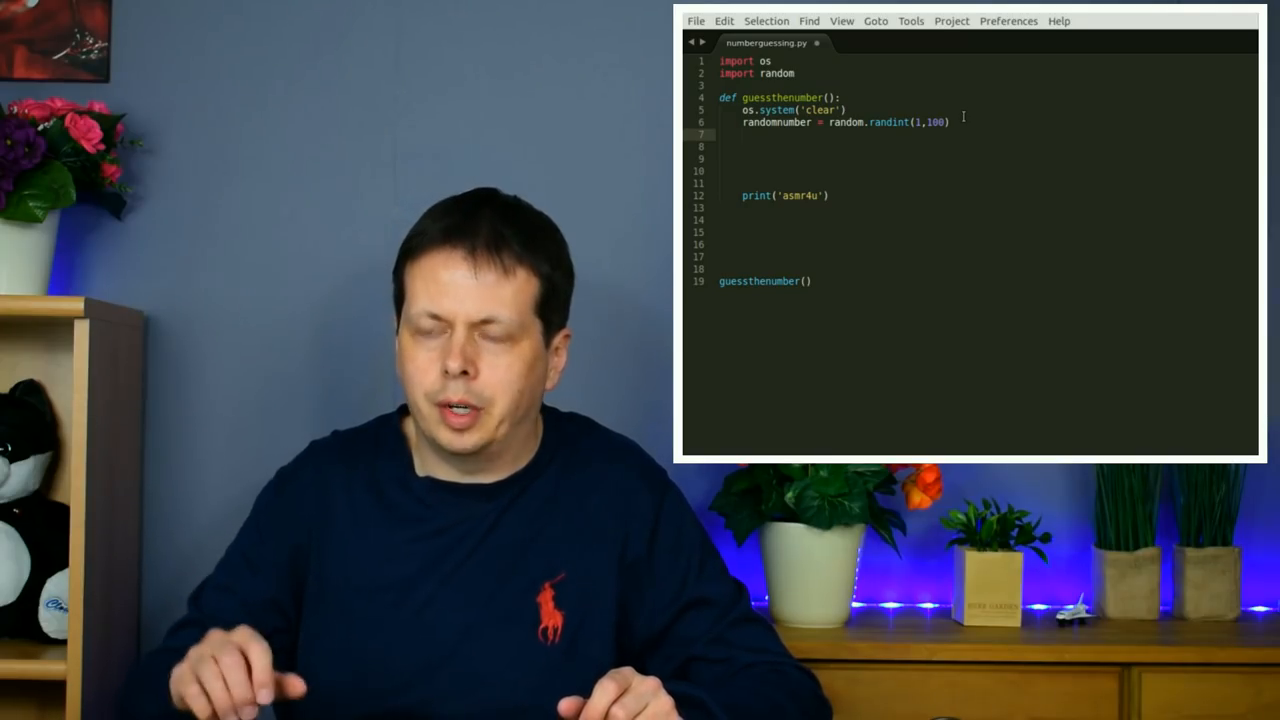 File Edit Selection Find View Goto Tools Project Preferences Help
numberguessing.py
1 import os
2 import random
3
4 def guessthenumber():
5 os.system('clear')
6 randomnumber = random.randint(1,100)
7
8
9
10
11
12 print('asmr4u')
13
14
15
16
17
18
19 guessthenumber()
HERB GARDEN